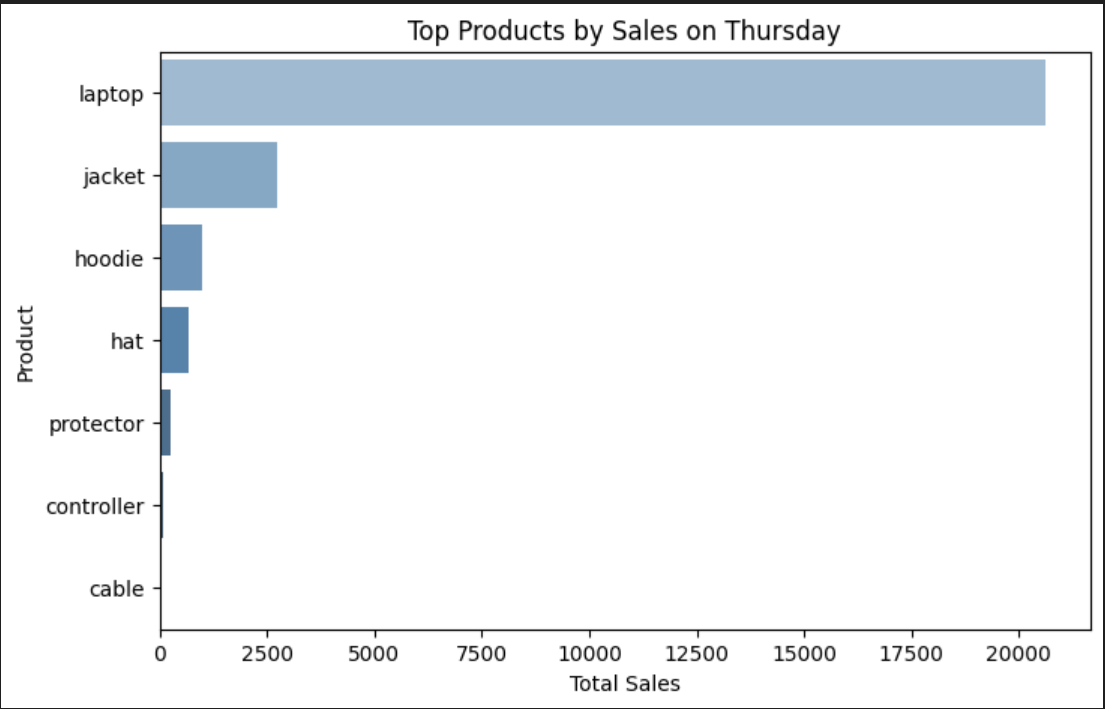 Top Products by Sales on Thursday
laptop
jacket
hoodie
hat
protector
controller
cable
Product
0 2500 5000 7500 10000 12500 15000 17500 20000
Total Sales